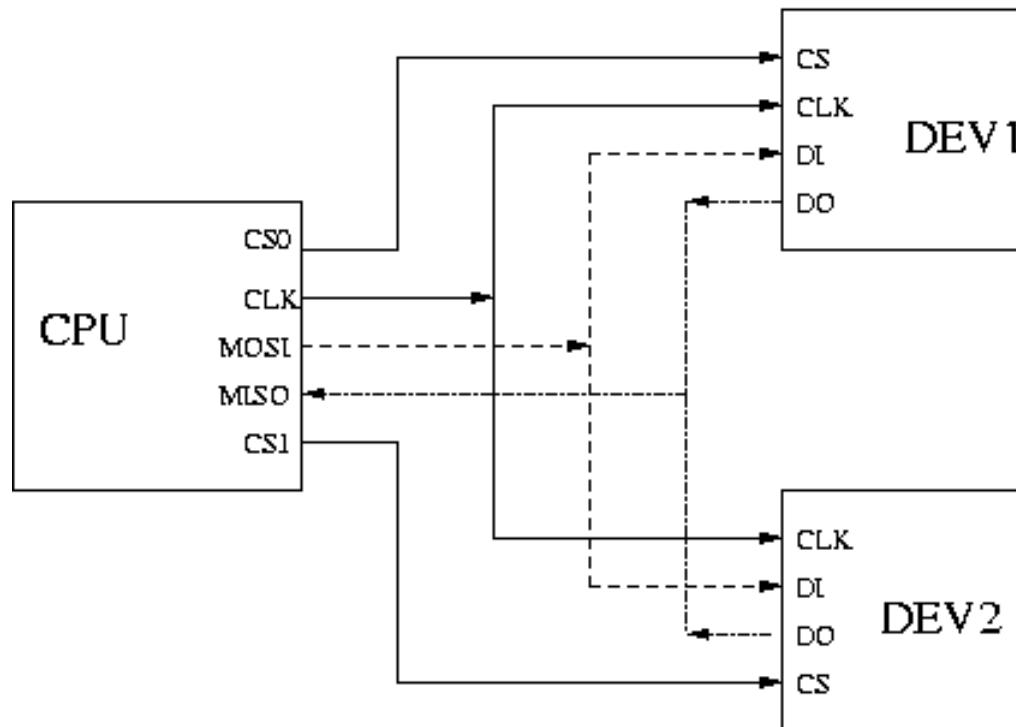 CS
CLK
DI
DO
DEV1
CS0
CLK
MOSI
MISO
CS1
CPU
CLK
DI
DO
CS
DEV2